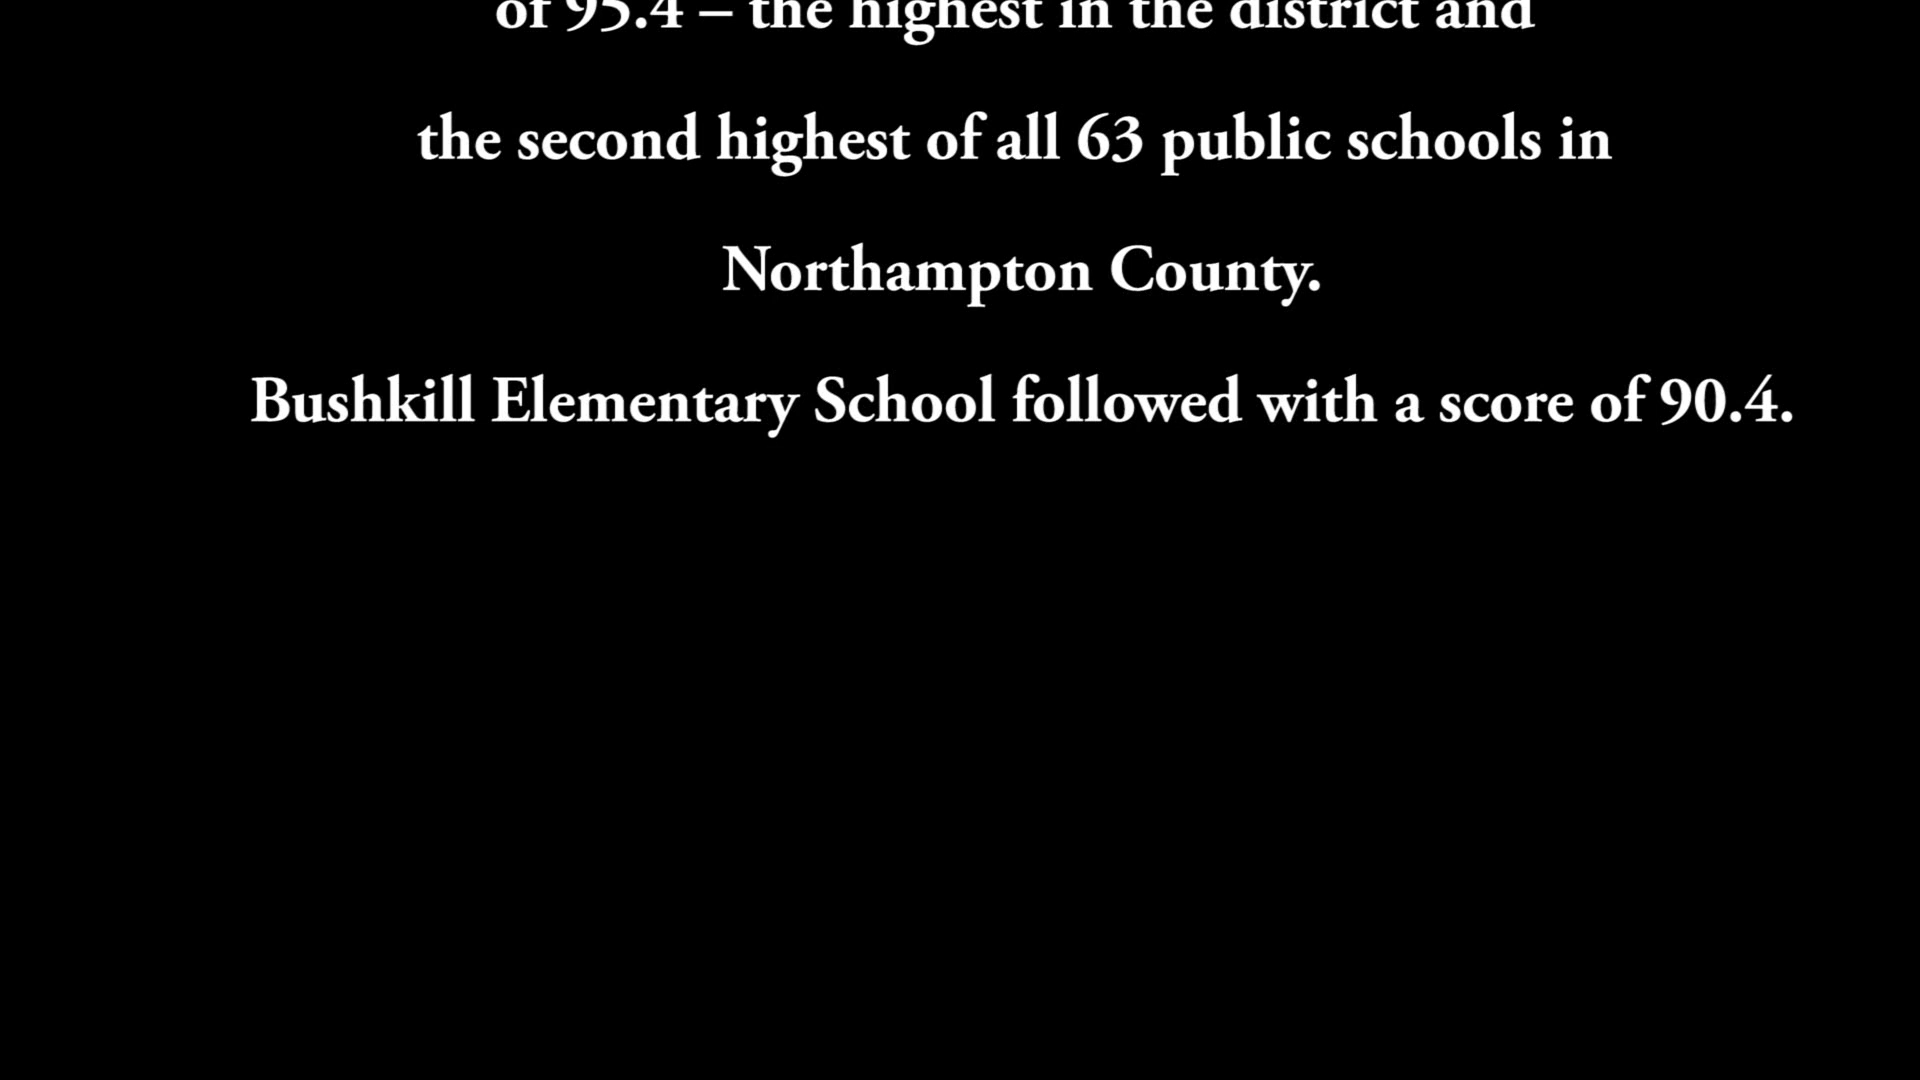 of 95.4 – the highest in the district and
the second highest of all 63 public schools in
Northampton County.
Bushkill Elementary School followed with a score of 90.4.